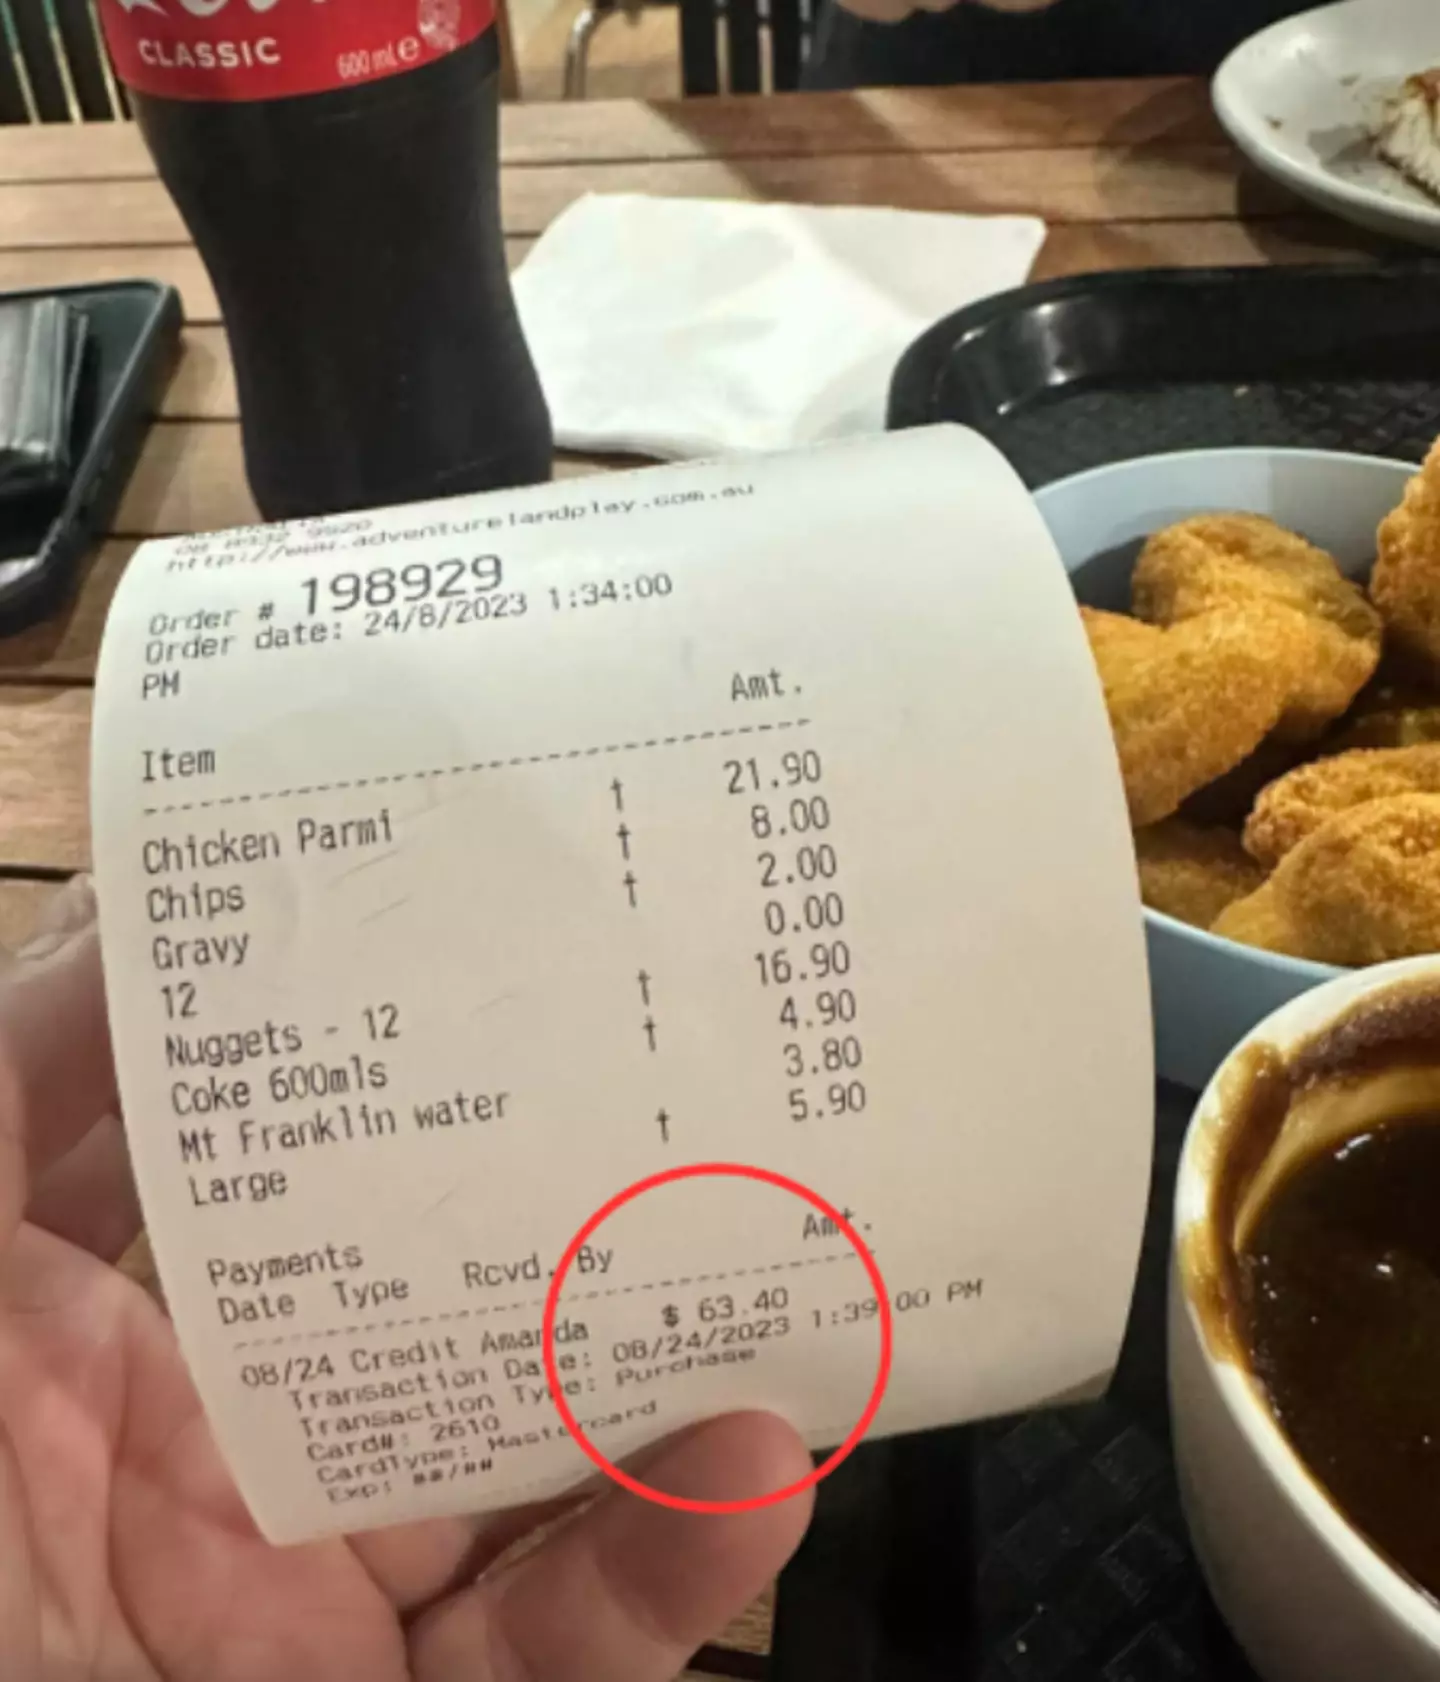 CLASSIC
600mLe
08 8332 9520
http://www.adventurelandplay.com.au
Order # 198929
Order date: 24/8/2023 1:34:00
PM
Item Amt.
Chicken Parmi † 21.90
Chips † 8.00
Gravy † 2.00
12 0.00
Nuggets - 12 † 16.90
Coke 600mls † 4.90
Mt Franklin water 3.80
Large † 5.90
Payments
Date Type Rcvd. By Amt.
08/24 Credit Amanda $ 63.40
Transaction Date: 08/24/2023 1:39:00 PM
Transaction Type: Purchase
Card#: 2610
CardType: Mastercard
Exp: ##/##